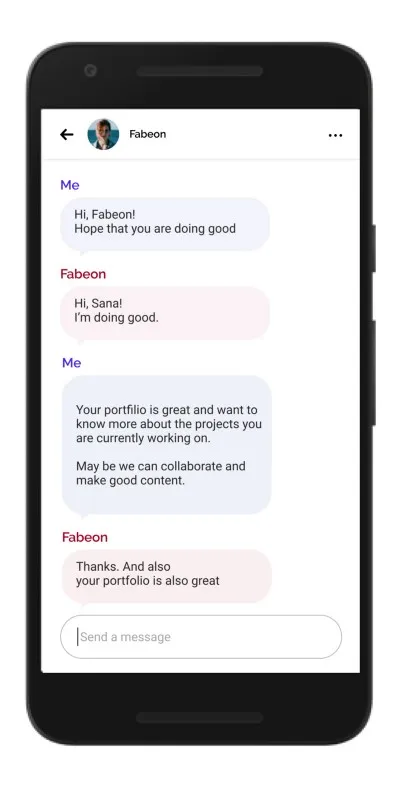 Fabeon
Me
Hi, Fabeon!
Hope that you are doing good
Fabeon
Hi, Sana!
I'm doing good.
Me
Your portfilio is great and want to
know more about the projects you
are currently working on.
May be we can collaborate and
make good content.
Fabeon
Thanks. And also
your portfolio is also great
Send a message